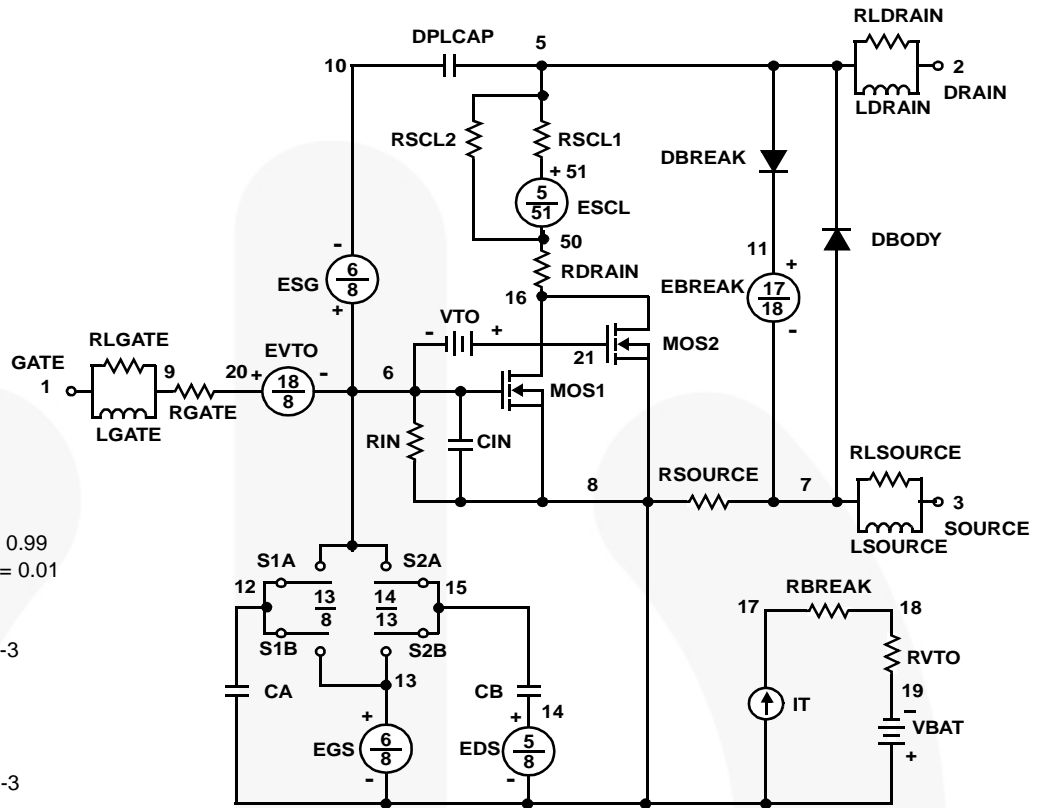 RLDRAIN
DPLCAP
5
10
2
DRAIN
LDRAIN
RSCL2
RSCL1
DBREAK
+ 51
5
51
ESCL
50
DBODY
11
-
6
8
ESG
+
RDRAIN
16
EBREAK
+
17
18
-
VTO
-
+
MOS2
21
RLGATE
GATE
1
9
20
+
EVTO
-
18
8
6
MOS1
RGATE
LGATE
RIN
CIN
RSOURCE
RLSOURCE
8
7
3
SOURCE
LSOURCE
0.99
= 0.01
S1A
S2A
12
15
13
8
14
13
S1B
S2B
RBREAK
17
18
-3
RVTO
13
CA
CB
14
19
IT
-
VBAT
+
+
EGS
6
8
-
+
EDS
5
8
-
-3